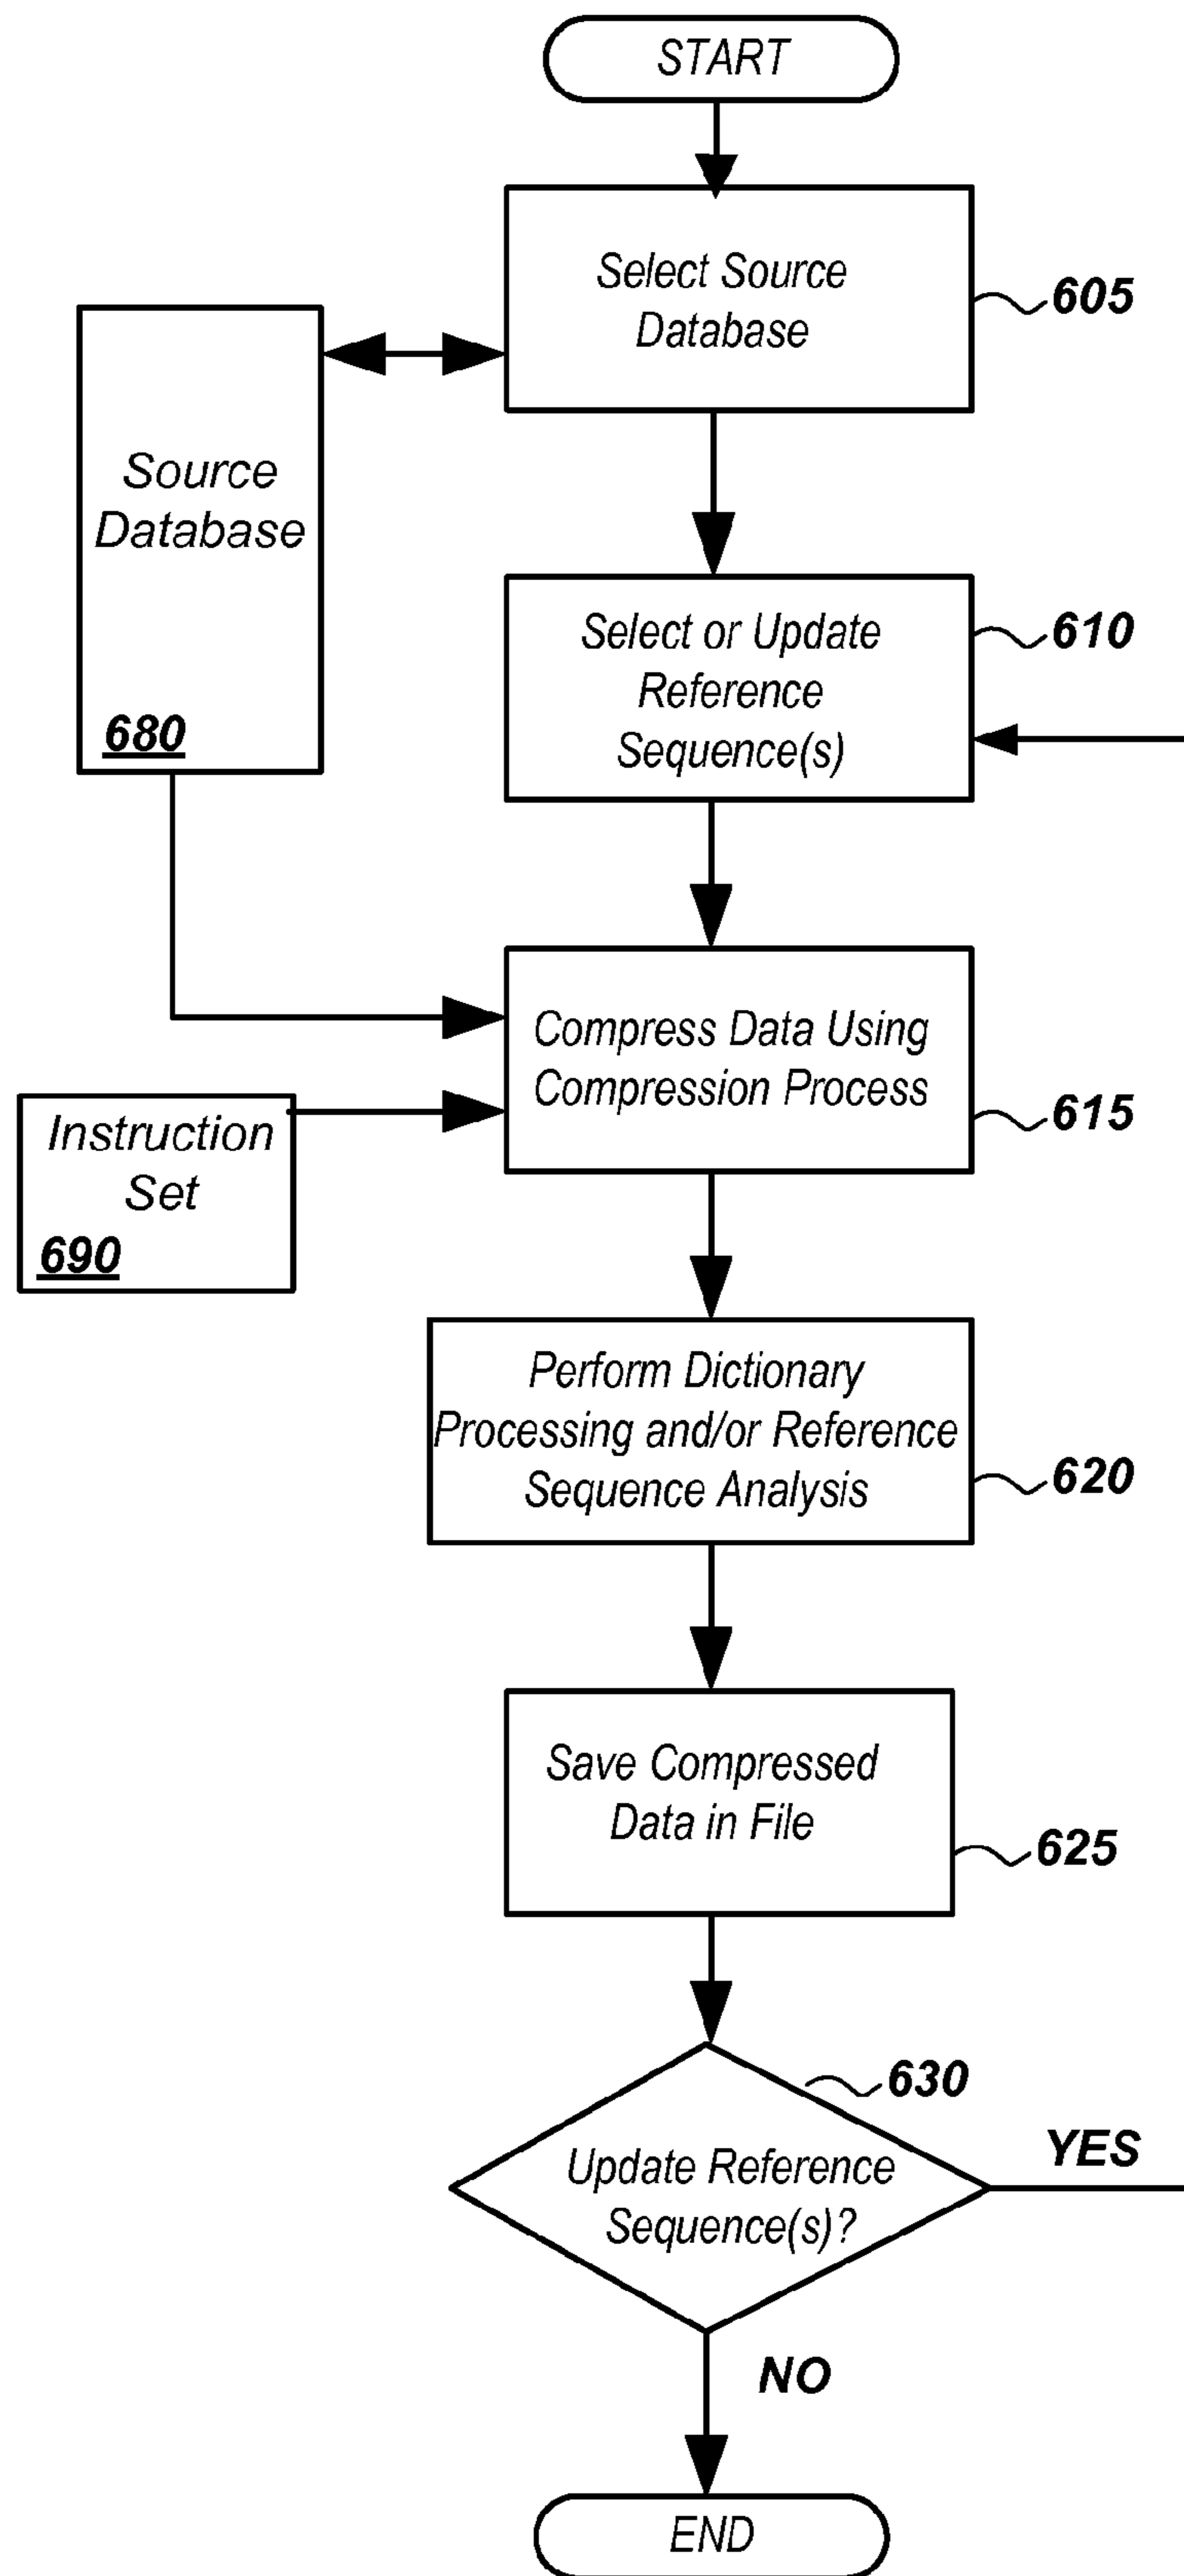 START
Select Source
Database
605
Source
Database
680
Select or Update
Reference
Sequence(s)
610
Compress Data Using
Compression Process
615
Instruction
Set
690
Perform Dictionary
Processing and/or Reference
Sequence Analysis
620
Save Compressed
Data in File
625
630
Update Reference
Sequence(s)?
YES
NO
END